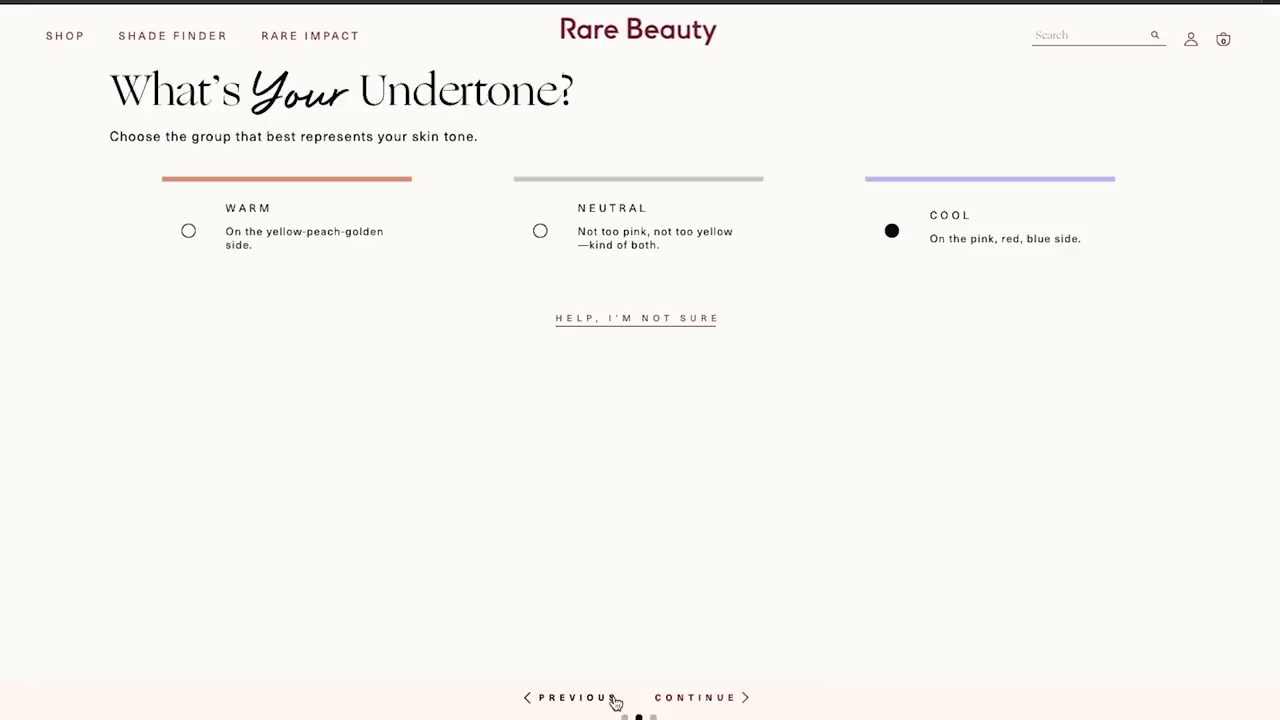 SHOP SHADE FINDER RARE IMPACT Rare Beauty Search 0
What's Your Undertone?
Choose the group that best represents your skin tone.
WARM
On the yellow-peach-golden
side.
NEUTRAL
Not too pink, not too yellow
—kind of both.
COOL
On the pink, red, blue side.
HELP, I'M NOT SURE
PREVIOUS CONTINUE